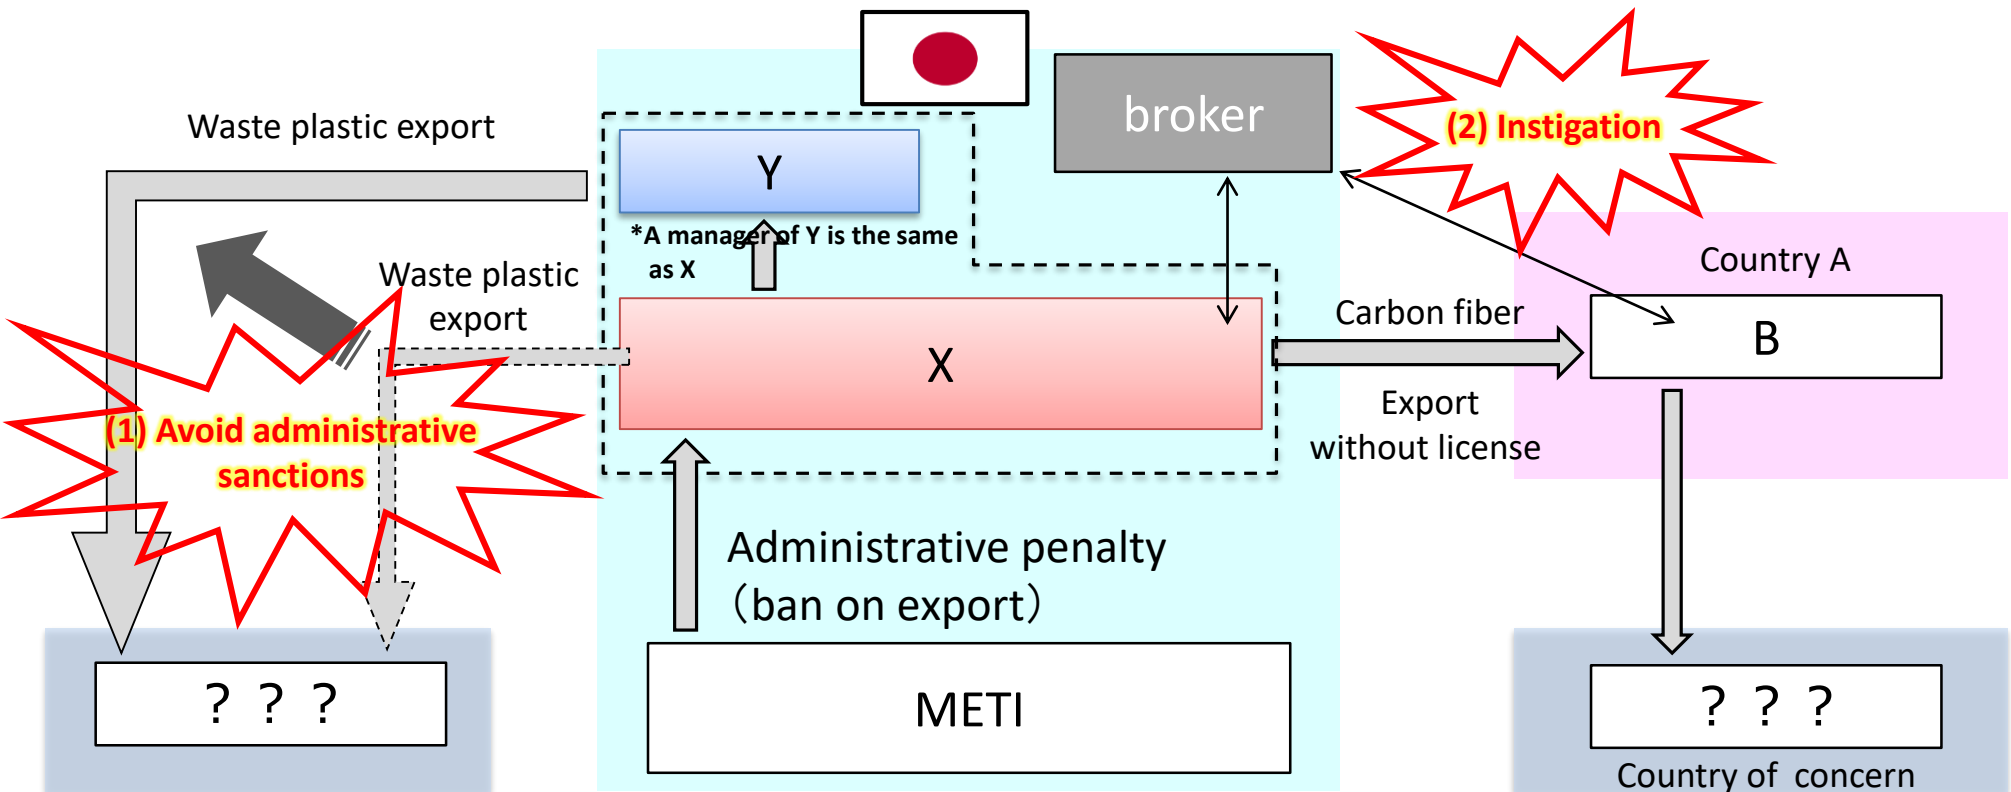 Waste plastic export
Y
*A manager of Y is the same
as X
broker
(2) Instigation
Waste plastic
export
X
Carbon fiber
Export
without license
Country A
B
(1) Avoid administrative
sanctions
Administrative penalty
（ban on export）
METI
？？？
？？？
Country of concern